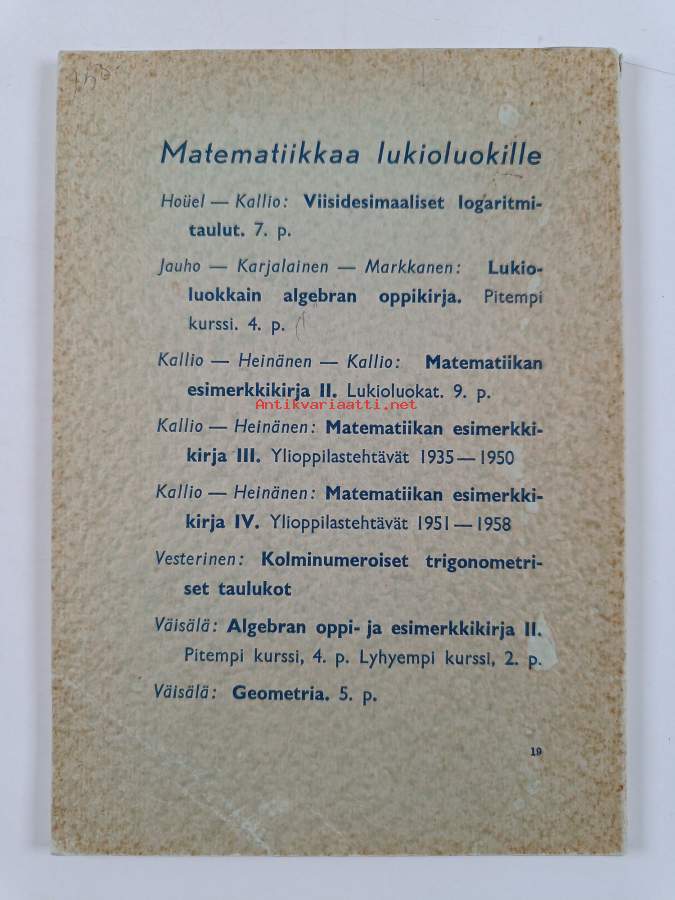 Matematiikkaa lukioluokille
Hoüel — Kallio: Viisidesimaaliset logaritmi-
taulut. 7. p.
Jauho — Karjalainen — Markkanen: Lukio-
luokkain algebran oppikirja. Pitempi
kurssi. 4. p.
Kallio — Heinänen — Kallio: Matematiikan
esimerkkikirja II. Lukioluokat. 9. p.
Antikvariaatti.net
Kallio — Heinänen: Matematiikan esimerkki-
kirja III. Ylioppilastehtävät 1935—1950
Kallio — Heinänen: Matematiikan esimerkki-
kirja IV. Ylioppilastehtävät 1951—1958
Vesterinen: Kolminumeroiset trigonometri-
set taulukot
Väisälä: Algebran oppi- ja esimerkkikirja II.
Pitempi kurssi, 4. p. Lyhyempi kurssi, 2. p.
Väisälä: Geometria. 5. p.
19